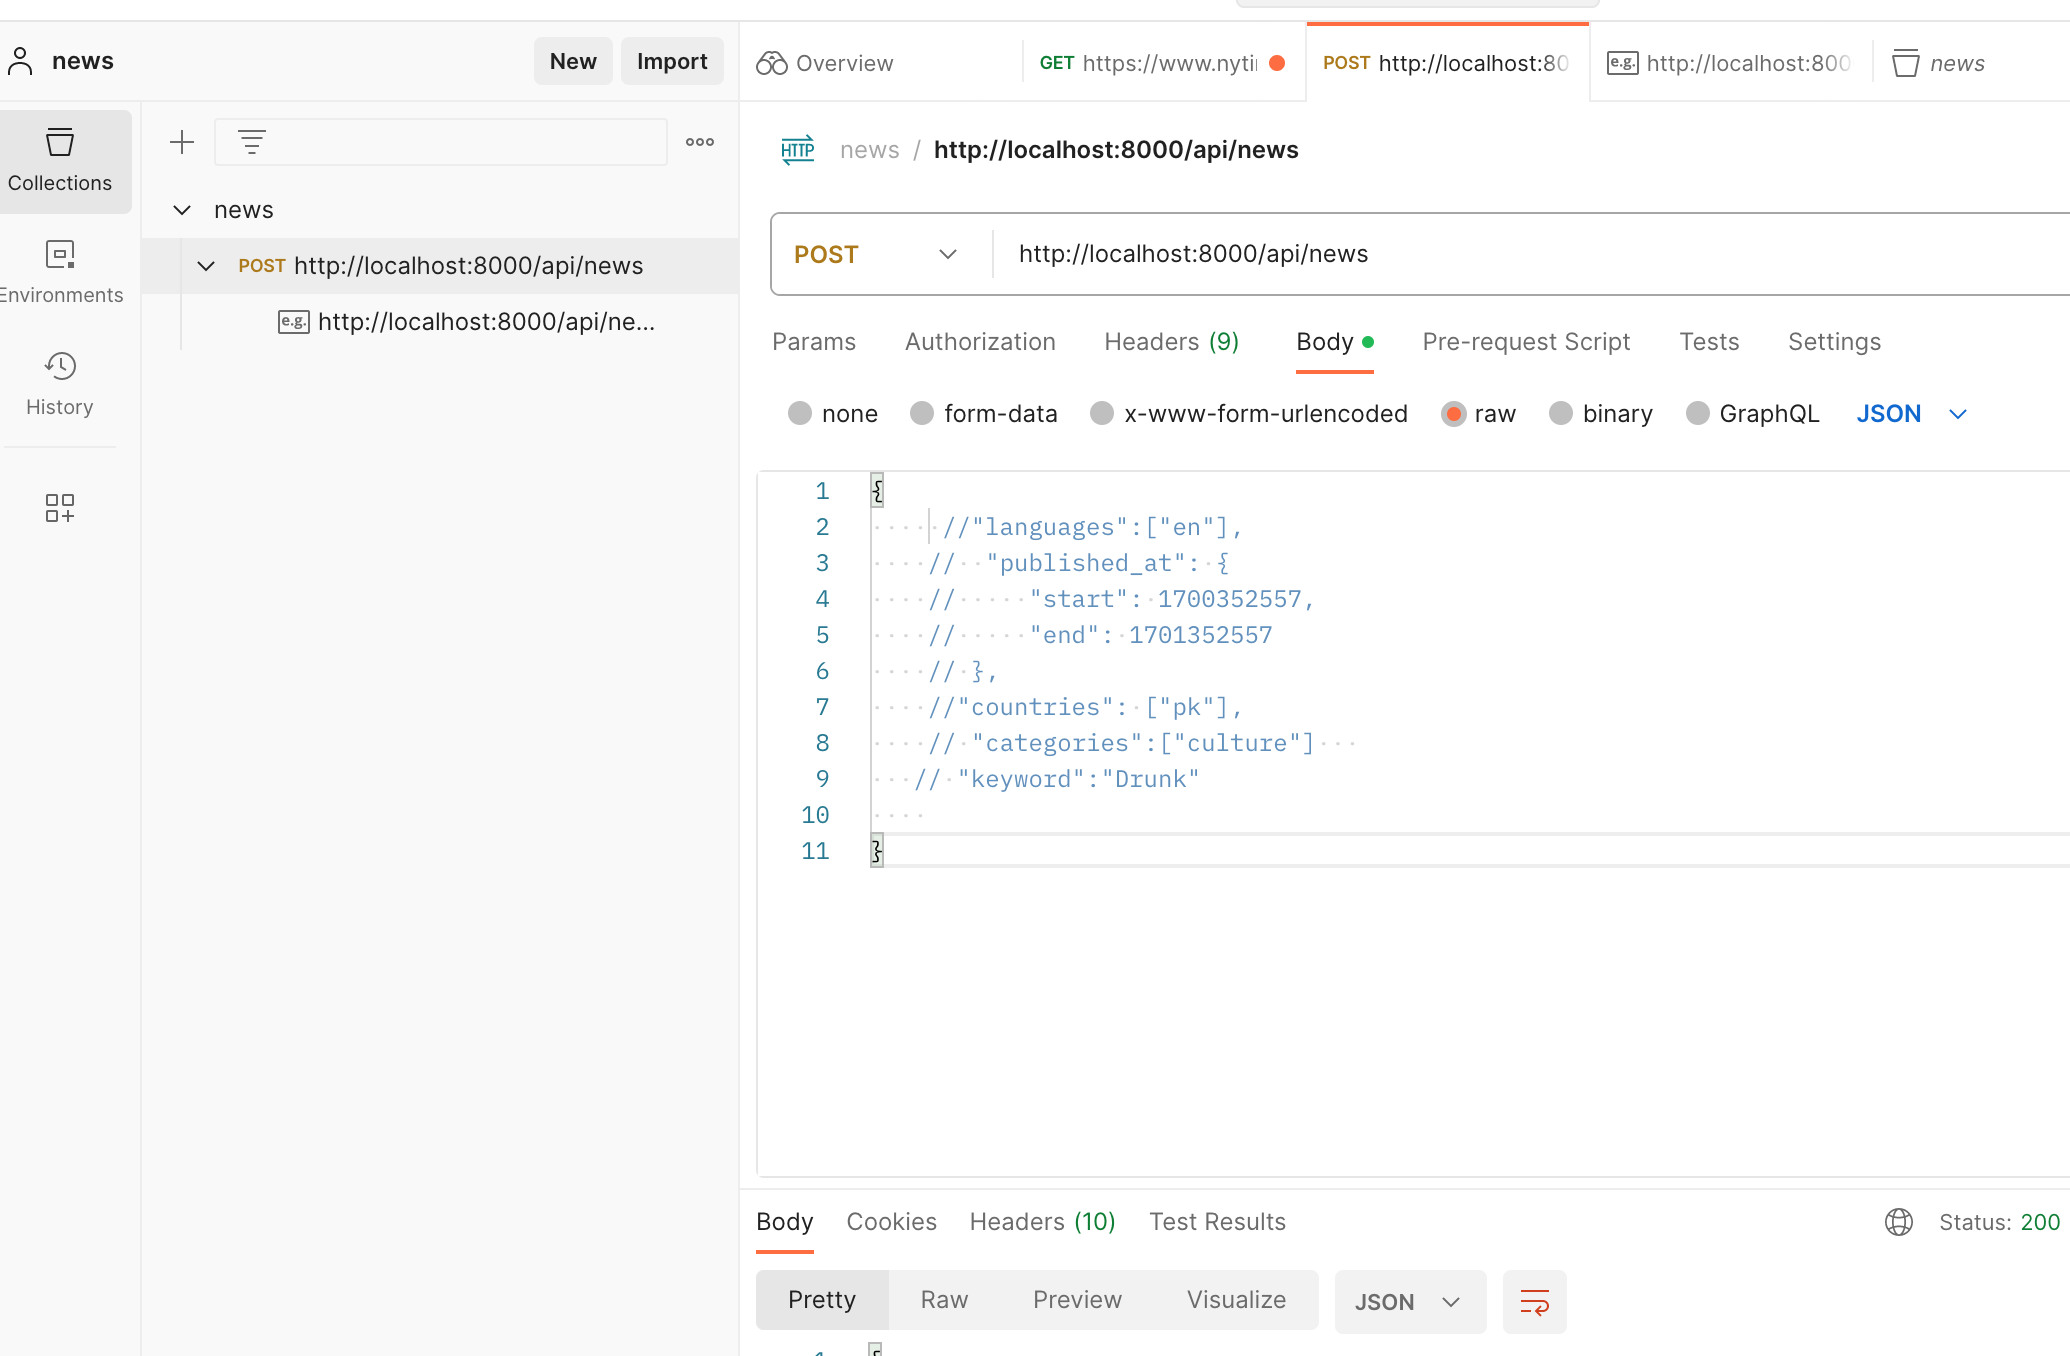 news
New
Import
Overview
GET https://www.nyti
POST http://localhost:80
e.g. http://localhost:800
news
Collections
Environments
History
news
POST http://localhost:8000/api/news
e.g. http://localhost:8000/api/ne...
HTTP news / http://localhost:8000/api/news
POST http://localhost:8000/api/news
Params Authorization Headers (9) Body Pre-request Script Tests Settings
none form-data x-www-form-urlencoded raw binary GraphQL JSON
1 {
2 //"languages":["en"],
3 // "published_at": {
4 // "start": 1700352557,
5 // "end": 1701352557
6 // },
7 //"countries": ["pk"],
8 // "categories":["culture"]
9 // "keyword":"Drunk"
10
11 }
Body Cookies Headers (10) Test Results
Status: 200
Pretty Raw Preview Visualize JSON
1 {